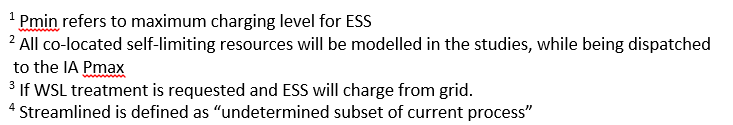 ¹ Pmin refers to maximum charging level for ESS
² All co-located self-limiting resources will be modelled in the studies, while being dispatched
to the IA Pmax
³ If WSL treatment is requested and ESS will charge from grid.
⁴ Streamlined is defined as “undetermined subset of current process”